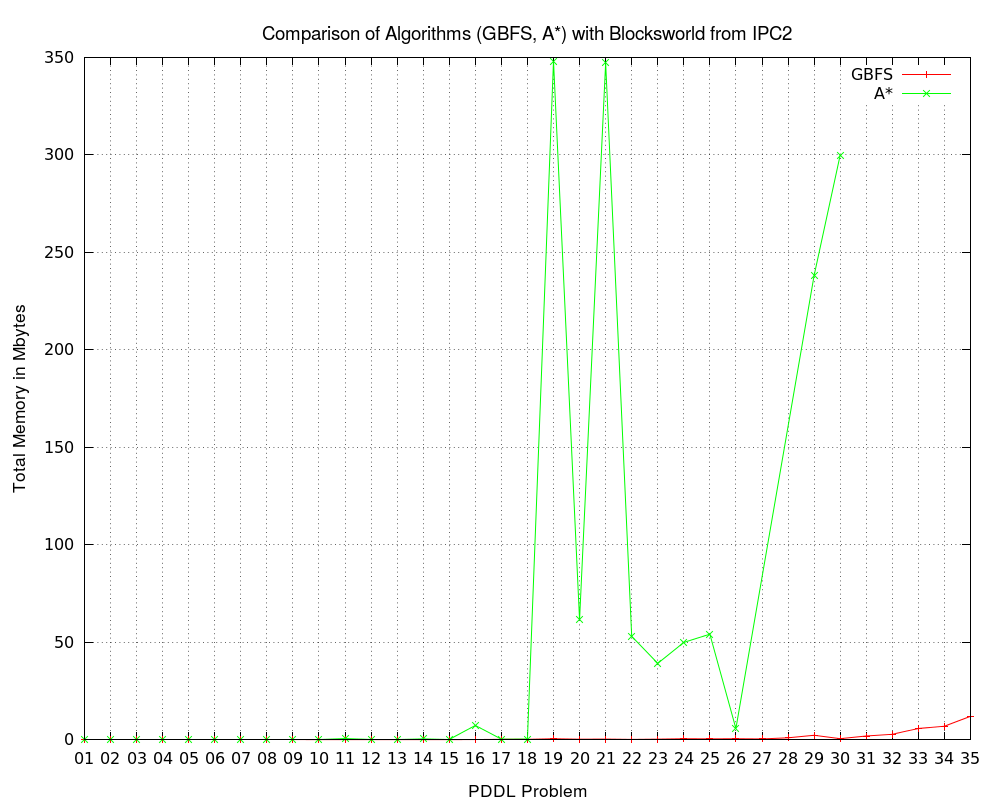 Comparison of Algorithms (GBFS, A*) with Blocksworld from IPC2
350
300
250
200
150
100
50
0
GBFS
A*
Total Memory in Mbytes
01 02 03 04 05 06 07 08 09 10 11 12 13 14 15 16 17 18 19 20 21 22 23 24 25 26 27 28 29 30 31 32 33 34 35
PDDL Problem